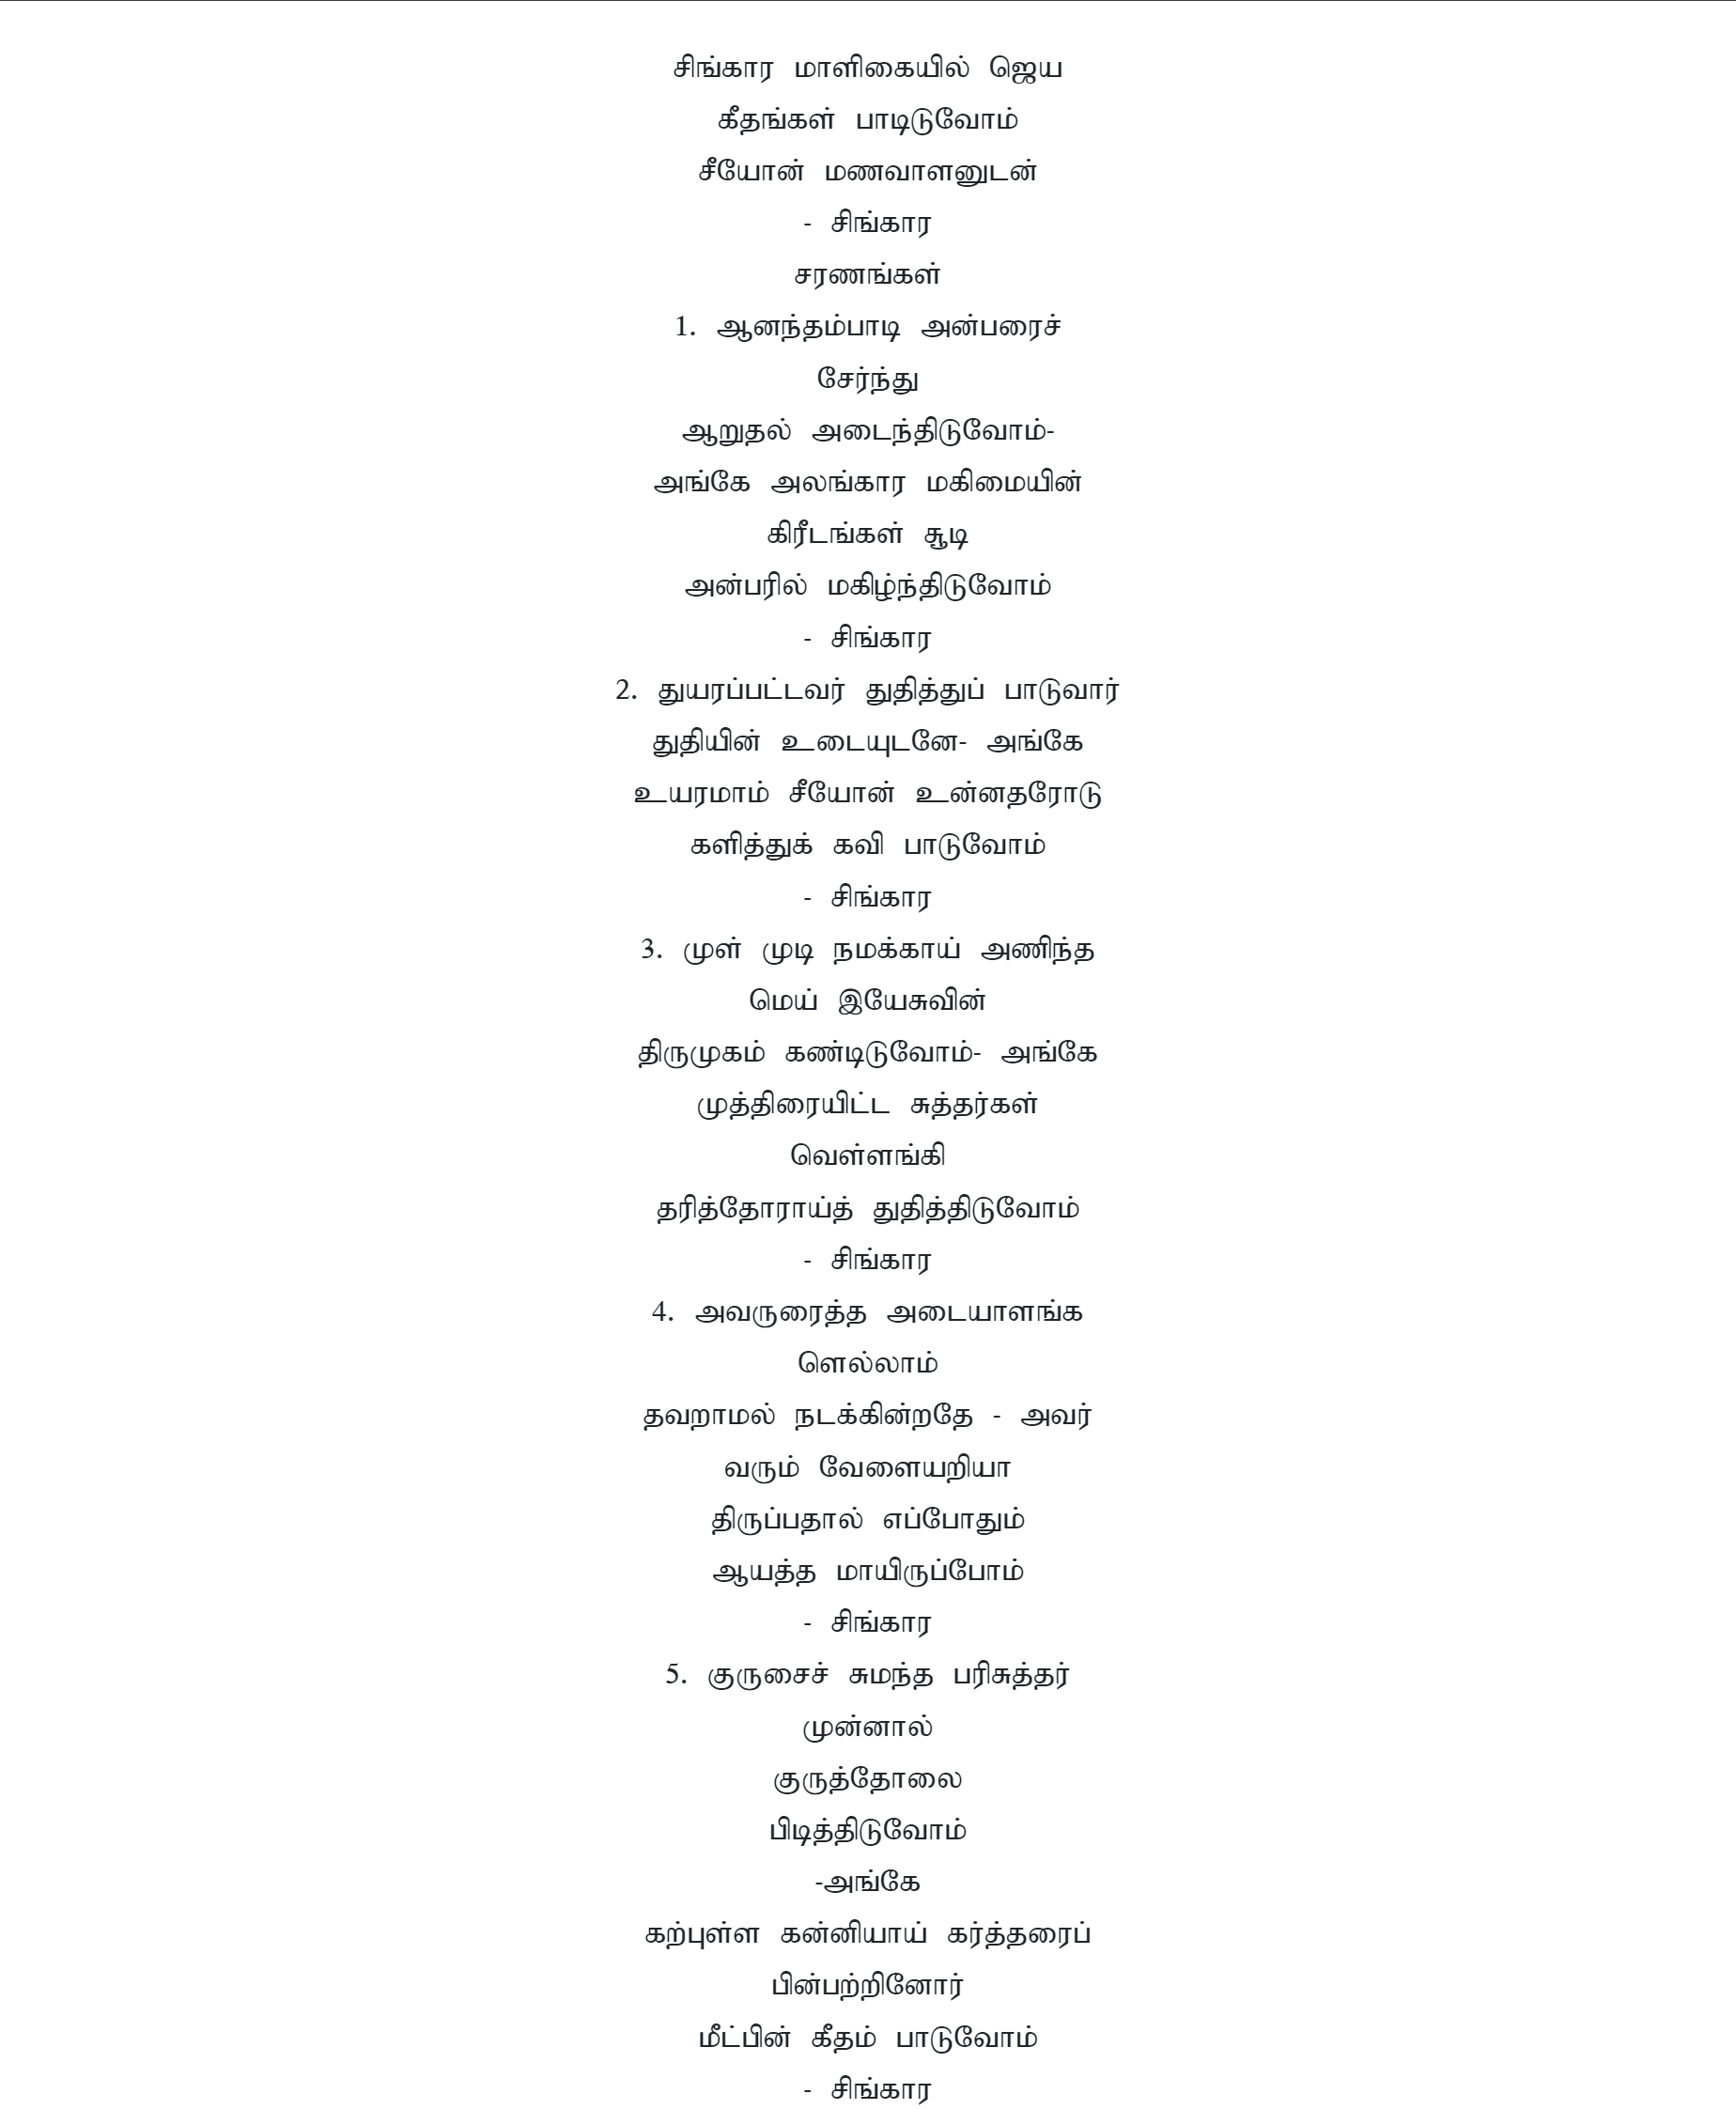 சிங்கார மாளிகையில் ஜெய
கீதங்கள் பாடிடுவோம்
சீயோன் மணவாளனுடன்
- சிங்கார
சரணங்கள்
1. ஆனந்தம்பாடி அன்பரைச்
சேர்ந்து
ஆறுதல் அடைந்திடுவோம்-
அங்கே அலங்கார மகிமையின்
கிரீடங்கள் சூடி
அன்பரில் மகிழ்ந்திடுவோம்
- சிங்கார
2. துயரப்பட்டவர் துதித்துப் பாடுவார்
துதியின் உடையுடனே- அங்கே
உயரமாம் சீயோன் உன்னதரோடு
களித்துக் கவி பாடுவோம்
- சிங்கார
3. முள் முடி நமக்காய் அணிந்த
மெய் இயேசுவின்
திருமுகம் கண்டிடுவோம்- அங்கே
முத்திரையிட்ட சுத்தர்கள்
வெள்ளங்கி
தரித்தோராய்த் துதித்திடுவோம்
- சிங்கார
4. அவருரைத்த அடையாளங்க
ளெல்லாம்
தவறாமல் நடக்கின்றதே - அவர்
வரும் வேளையறியா
திருப்பதால் எப்போதும்
ஆயத்த மாயிருப்போம்
- சிங்கார
5. குருசைச் சுமந்த பரிசுத்தர்
முன்னால்
குருத்தோலை
பிடித்திடுவோம்
-அங்கே
கற்புள்ள கன்னியாய் கர்த்தரைப்
பின்பற்றினோர்
மீட்பின் கீதம் பாடுவோம்
- சிங்கார